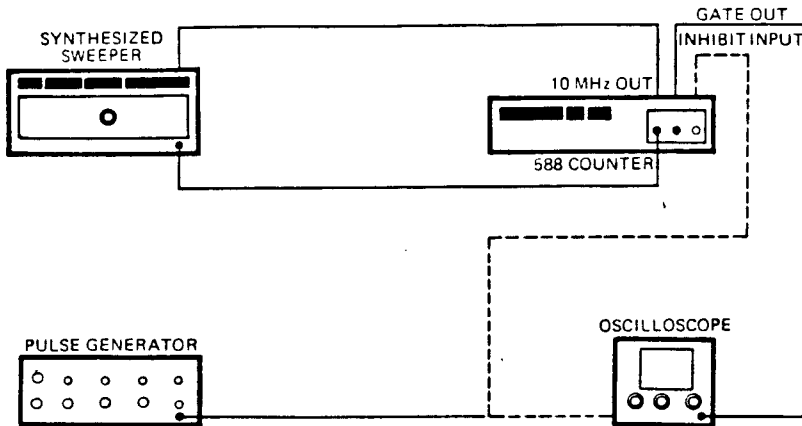 GATE OUT
SYNTHESIZED
SWEEPER
INHIBIT INPUT
10 MHz OUT
588 COUNTER
PULSE GENERATOR
OSCILLOSCOPE